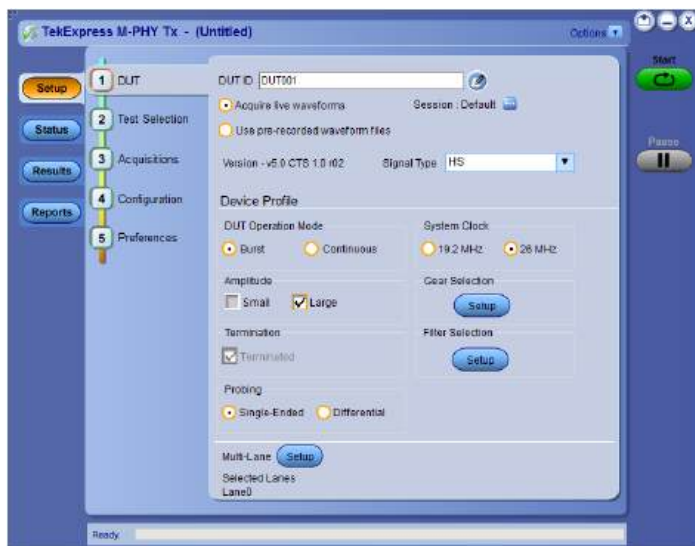 TekExpress M-PHY Tx - (Untitled)
Options
Setup
Status
Results
Reports
1 DUT
2 Test Selection
3 Acquisitions
4 Configuration
5 Preferences
DUT ID DUT001
Acquire live waveforms
Session : Default
Use pre-recorded waveform files
Version - v5.0 CTS 1.0 r02
Signal Type HS
Device Profile
DUT Operation Mode
Burst Continuous
System Clock
19.2 MHz 26 MHz
Amplitude
Small Large
Gear Selection
Setup
Termination
Terminated
Filter Selection
Setup
Probing
Single-Ended Differential
Multi-Lane Setup
Selected Lanes
Lane0
Start
Pause
Ready.